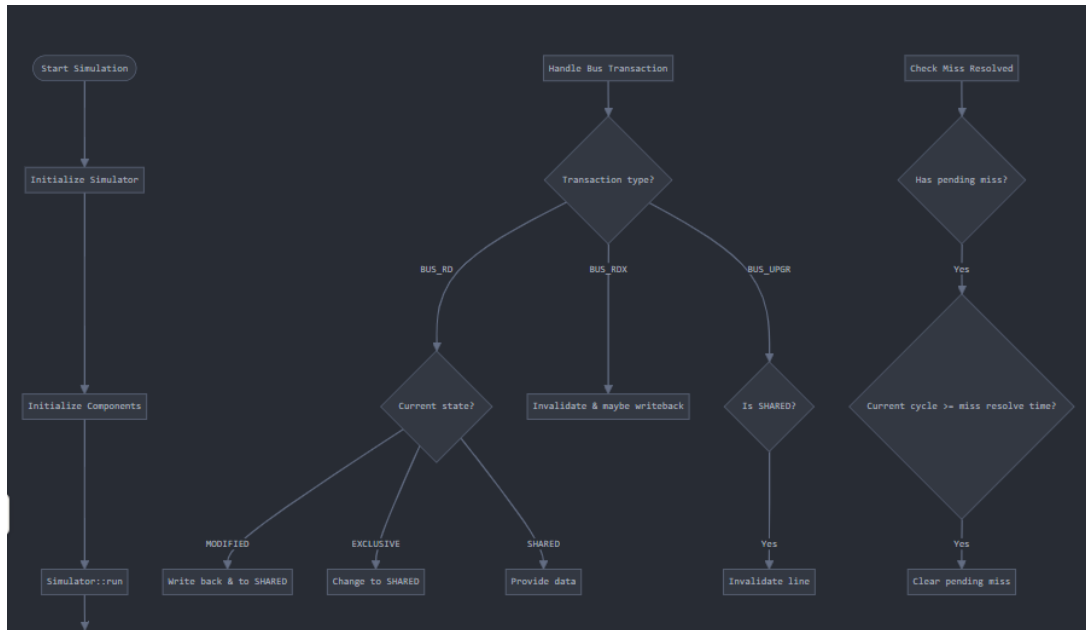 Start Simulation
Handle Bus Transaction
Check Miss Resolved
Initialize Simulator
Transaction type?
Has pending miss?
BUS_RD
BUS_RDX
BUS_UPGR
Yes
Initialize Components
Current state?
Invalidate & maybe writeback
Is SHARED?
Current cycle >= miss resolve time?
MODIFIED
EXCLUSIVE
SHARED
Yes
Yes
Simulator::run
Write back & to SHARED
Change to SHARED
Provide data
Invalidate line
Clear pending miss